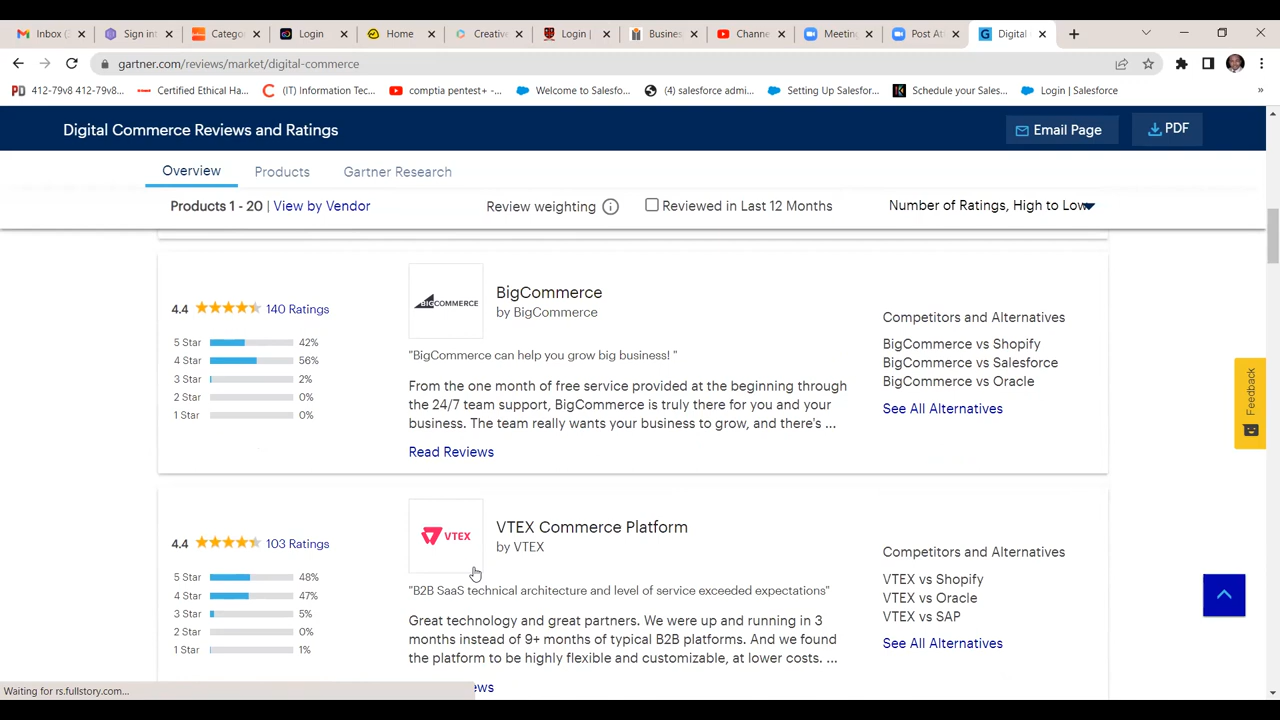 Inbox (
Sign in
Catego
Login
Home
Creativ
Login |
Busines
Chann
Meetin
Post At
Digital
gartner.com/reviews/market/digital-commerce
PD 412-79v8 412-79v8...
Certified Ethical Ha...
(IT) Information Tec...
comptia pentest+ -...
Welcome to Salesfo...
(4) salesforce admi...
Setting Up Salesfor...
Schedule your Sales...
Login | Salesforce
»
Digital Commerce Reviews and Ratings
Email Page
PDF
Overview
Products
Gartner Research
Products 1 - 20 | View by Vendor
Review weighting
Reviewed in Last 12 Months
Number of Ratings, High to Low
4.4
140 Ratings
5 Star 42%
4 Star 56%
3 Star 2%
2 Star 0%
1 Star 0%
BIGCOMMERCE
BigCommerce
by BigCommerce
"BigCommerce can help you grow big business! "
From the one month of free service provided at the beginning through
the 24/7 team support, BigCommerce is truly there for you and your
business. The team really wants your business to grow, and there's ...
Read Reviews
Competitors and Alternatives
BigCommerce vs Shopify
BigCommerce vs Salesforce
BigCommerce vs Oracle
See All Alternatives
Feedback
4.4
103 Ratings
5 Star 48%
4 Star 47%
3 Star 5%
2 Star 0%
1 Star 1%
VTEX
VTEX Commerce Platform
by VTEX
"B2B SaaS technical architecture and level of service exceeded expectations"
Great technology and great partners. We were up and running in 3
months instead of 9+ months of typical B2B platforms. And we found
the platform to be highly flexible and customizable, at lower costs. ...
ews
Competitors and Alternatives
VTEX vs Shopify
VTEX vs Oracle
VTEX vs SAP
See All Alternatives
Waiting for rs.fullstory.com...